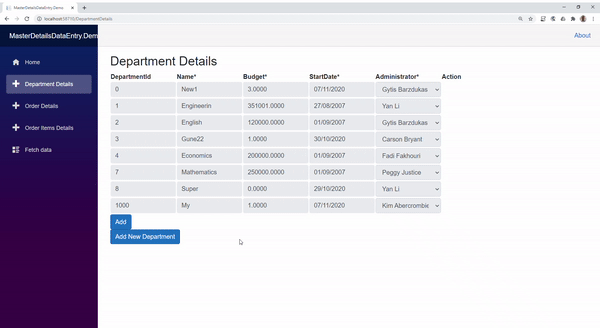 MasterDetailsDataEntry.Dem
localhost:59710/DepartmentDetails
MasterDetailsDataEntry.Dem
About
Home
Department Details
Order Details
Order Items Details
Fetch data
Department Details
DepartmentId Name* Budget* StartDate* Administrator* Action
0 New1 3.0000 07/11/2020 Gytis Barzdukas
1 Engineerin 351001.0000 27/08/2007 Yan Li
2 English 120000.0000 01/09/2007 Gytis Barzdukas
3 Gune22 1.0000 30/10/2020 Carson Bryant
4 Economics 200000.0000 01/09/2007 Fadi Fakhouri
7 Mathematics 250000.0000 01/09/2007 Peggy Justice
8 Super 0.0000 29/10/2020 Yan Li
1000 My 1.0000 07/11/2020 Kim Abercrombie
Add
Add New Department